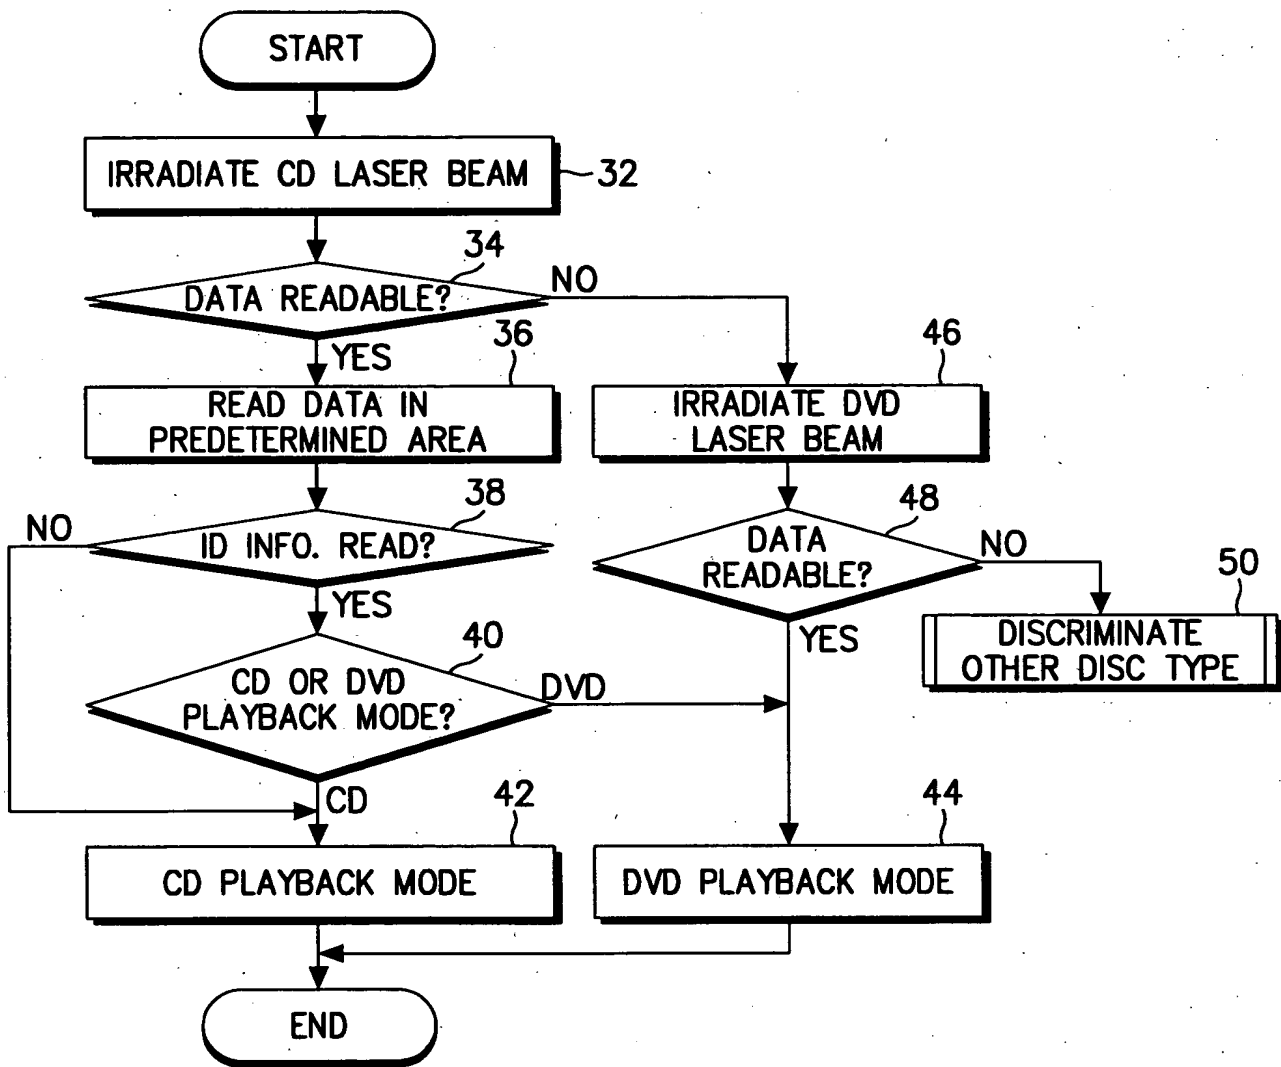 START
IRRADIATE CD LASER BEAM
32
34
DATA READABLE?
NO
YES
36
READ DATA IN
PREDETERMINED AREA
46
IRRADIATE DVD
LASER BEAM
38
NO
ID INFO. READ?
YES
48
DATA
READABLE?
NO
YES
50
DISCRIMINATE
OTHER DISC TYPE
40
CD OR DVD
PLAYBACK MODE?
DVD
CD
42
CD PLAYBACK MODE
44
DVD PLAYBACK MODE
END